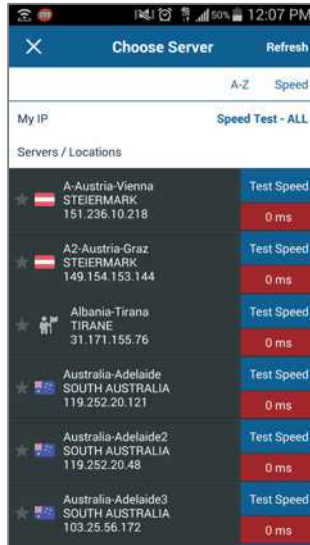 50% 12:07 PM
Choose Server Refresh
A-Z Speed
My IP Speed Test - ALL
Servers / Locations
A-Austria-Vienna
STEIERMARK
151.236.10.218
Test Speed
0 ms
A2-Austria-Graz
STEIERMARK
149.154.153.144
Test Speed
0 ms
Albania-Tirana
TIRANE
31.171.155.76
Test Speed
0 ms
Australia-Adelaide
SOUTH AUSTRALIA
119.252.20.121
Test Speed
0 ms
Australia-Adelaide2
SOUTH AUSTRALIA
119.252.20.48
Test Speed
0 ms
Australia-Adelaide3
SOUTH AUSTRALIA
103.25.56.172
Test Speed
0 ms